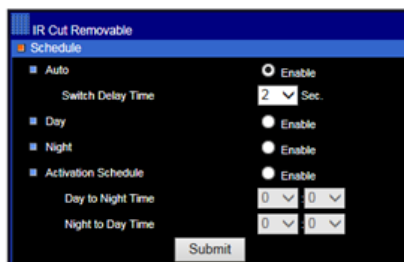 IR Cut Removable
Schedule
Auto Enable
Switch Delay Time 2 Sec.
Day Enable
Night Enable
Activation Schedule Enable
Day to Night Time 0 : 0
Night to Day Time 0 : 0
Submit